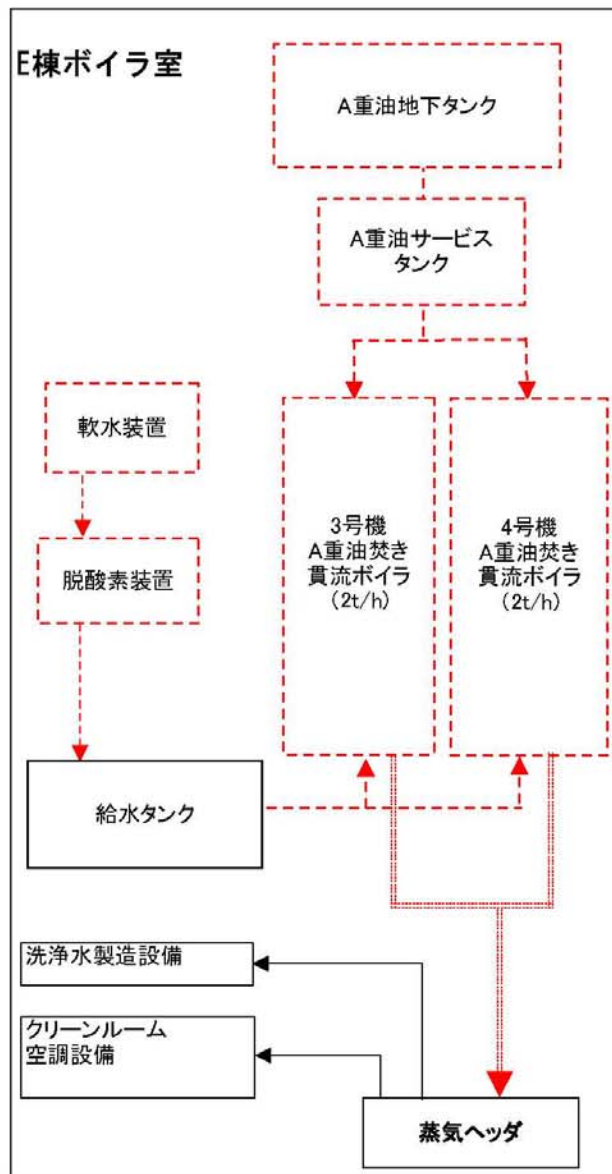 E棟ボイラ室
A重油地下タンク
A重油サービス
タンク
軟水装置
脱酸素装置
3号機
A重油焚き
貫流ボイラ
(2t/h)
4号機
A重油焚き
貫流ボイラ
(2t/h)
給水タンク
洗浄水製造設備
クリーンルーム
空調設備
蒸気ヘッダ